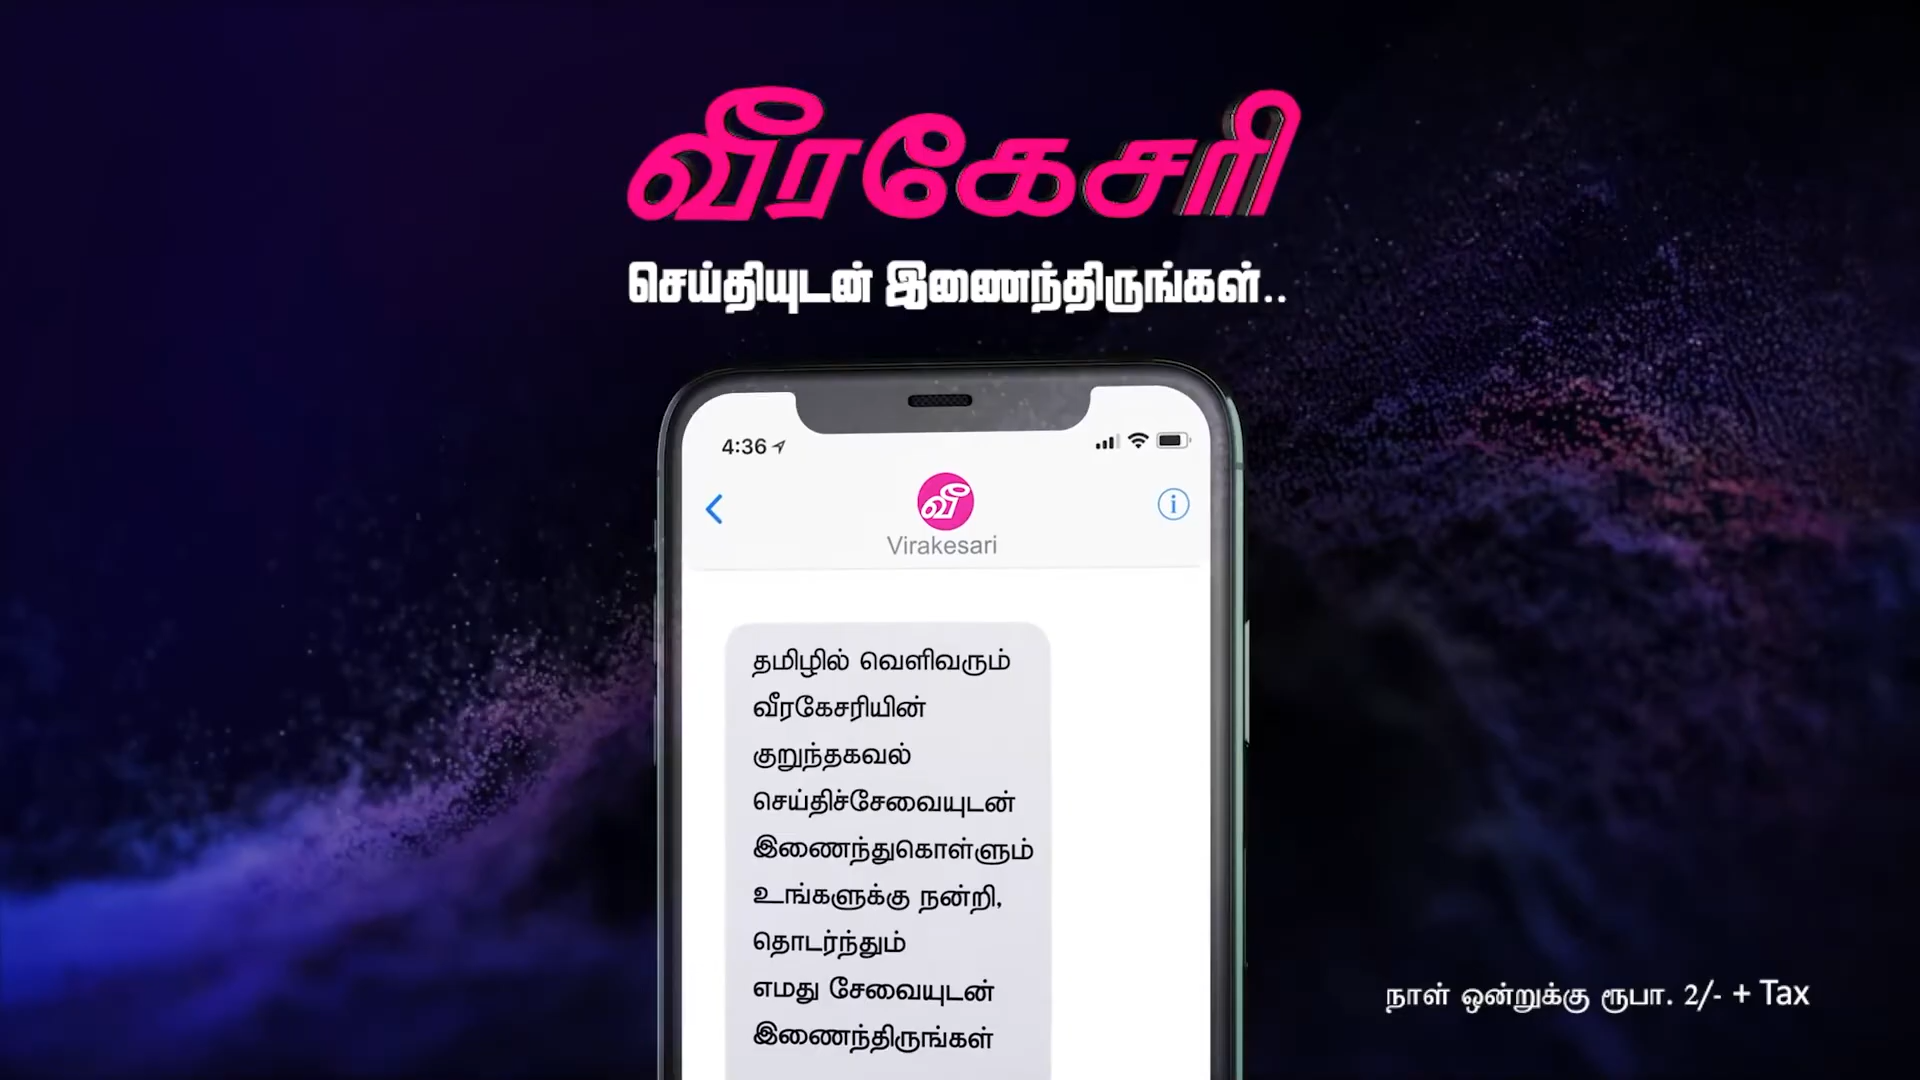 வீரகேசரி
செய்தியுடன் இணைந்திருங்கள்..
4:36
வீ
Virakesari
தமிழில் வெளிவரும்
வீரகேசரியின்
குறுந்தகவல்
செய்திச்சேவையுடன்
இணைந்துகொள்ளும்
உங்களுக்கு நன்றி,
தொடர்ந்தும்
எமது சேவையுடன்
இணைந்திருங்கள்
நாள் ஒன்றுக்கு ரூபா. 2/- + Tax